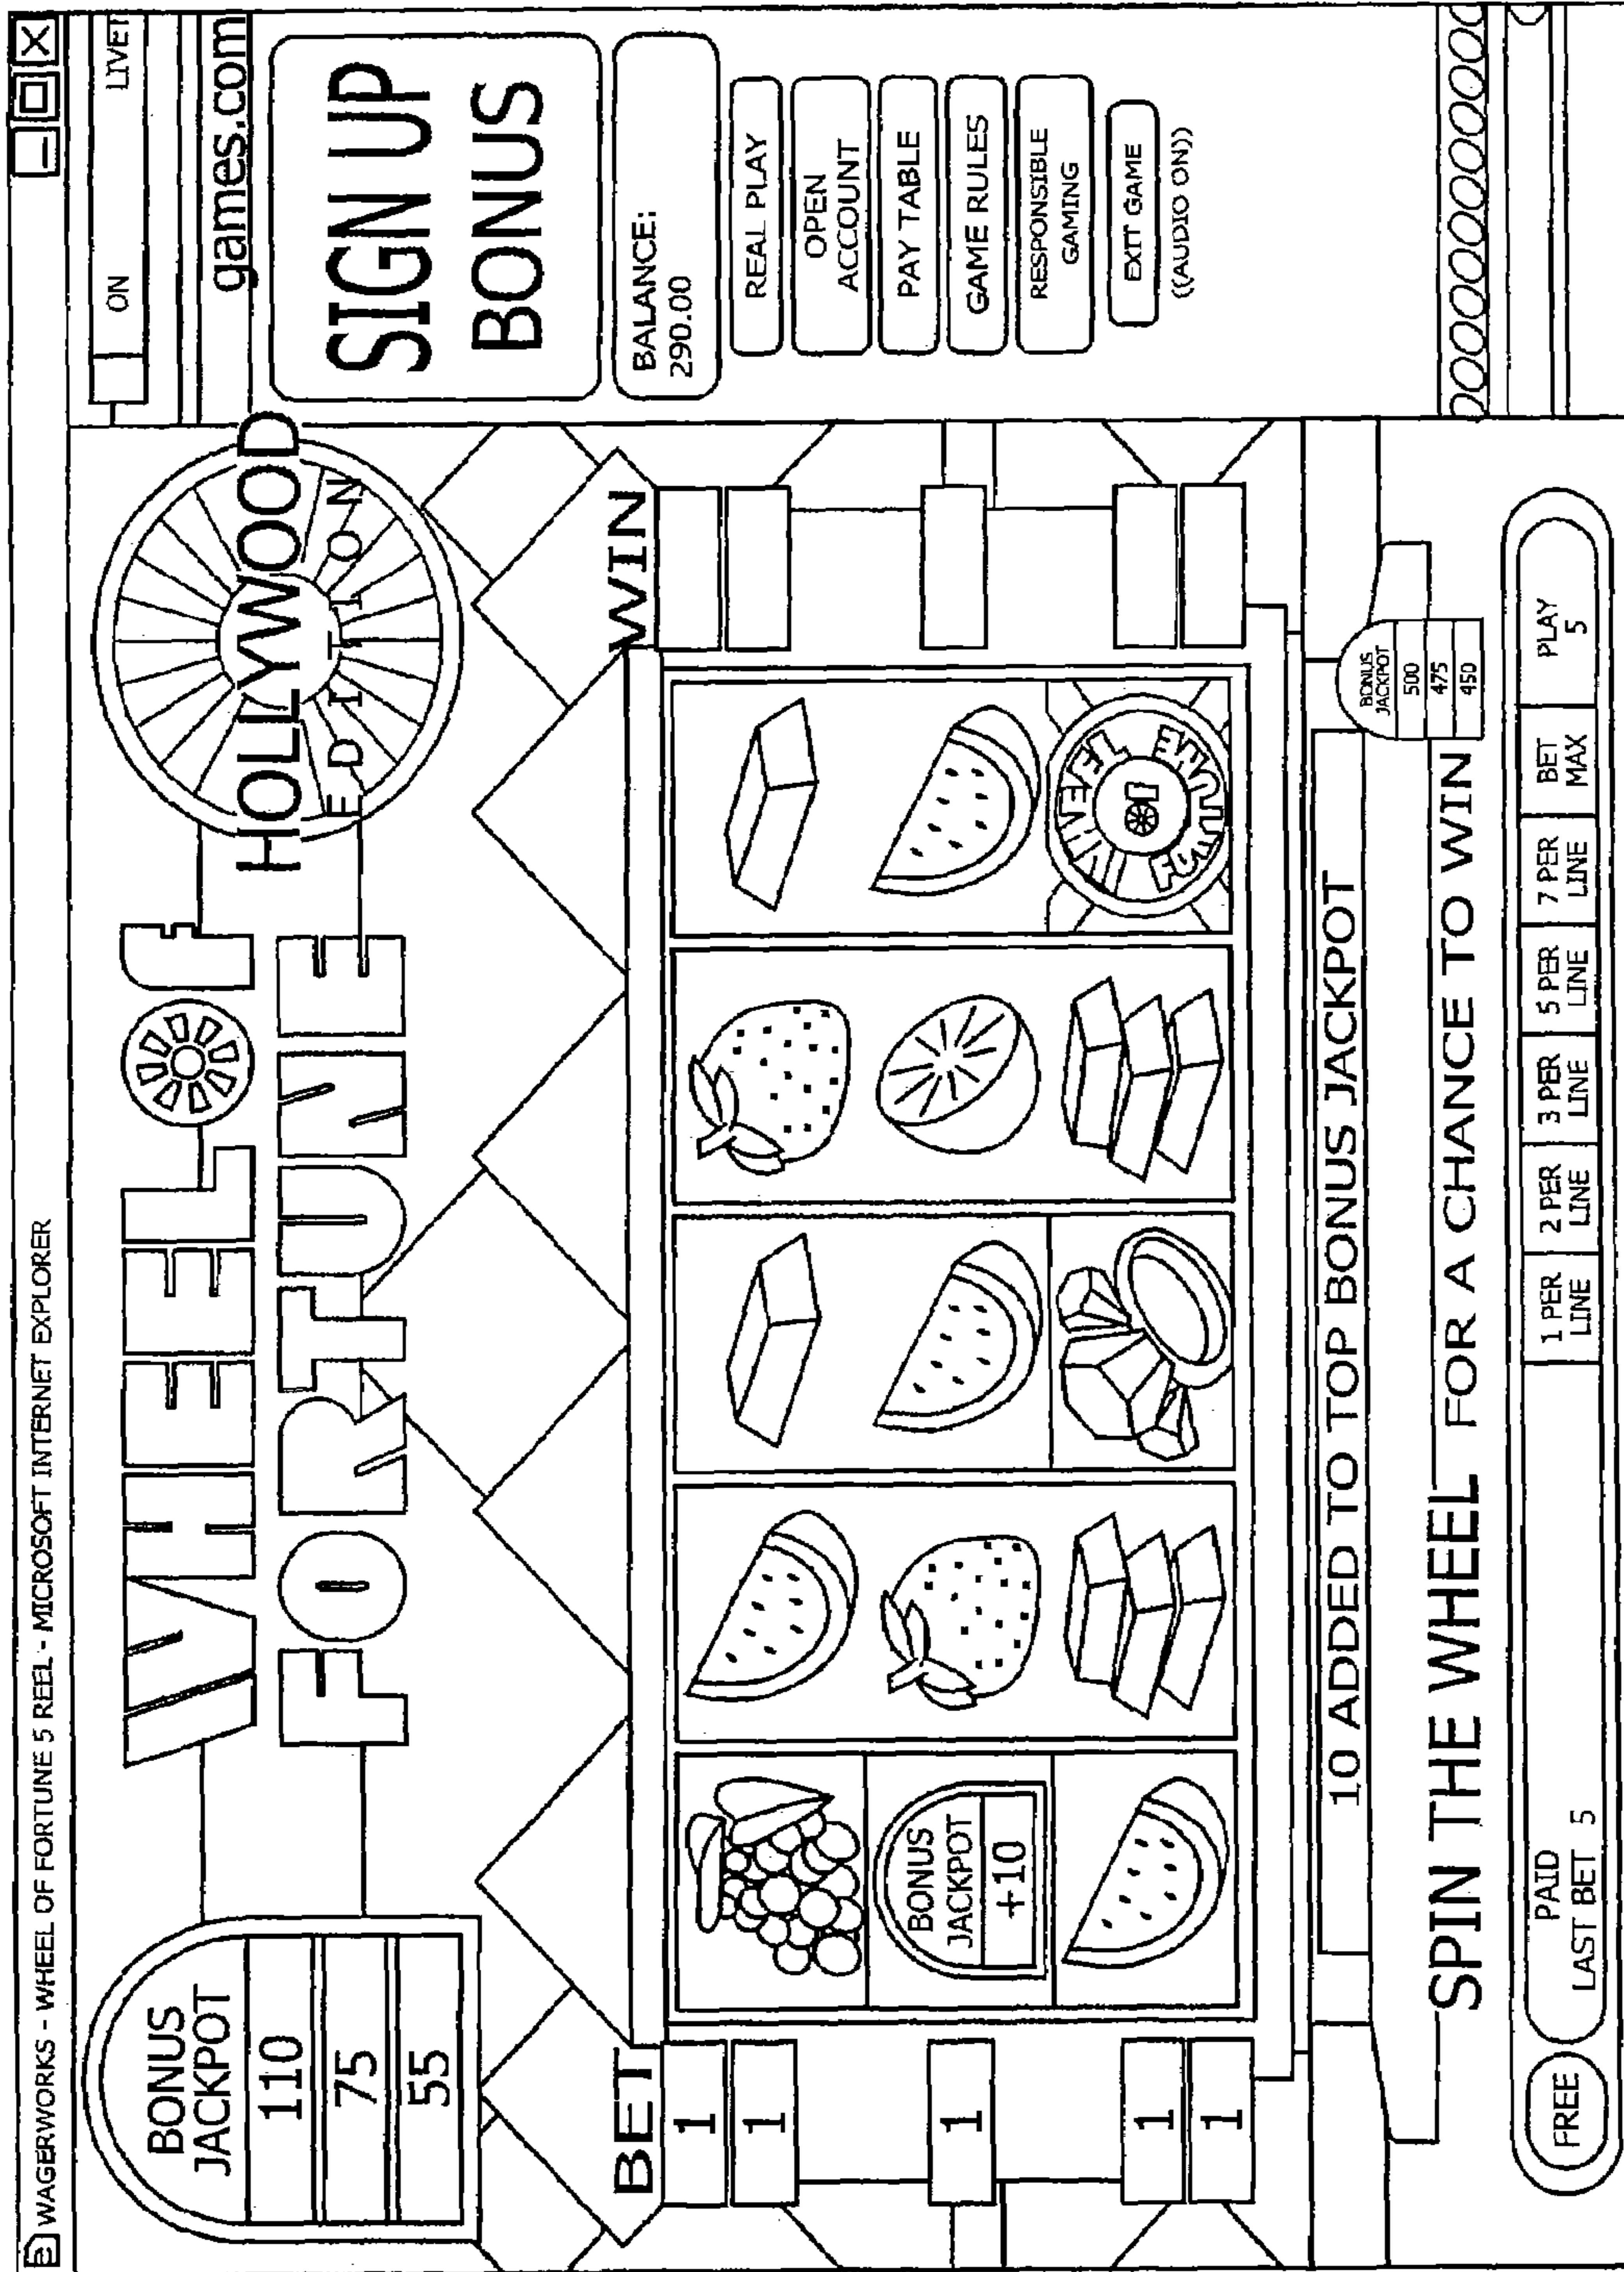 WAGERWORKS - WHEEL OF FORTUNE 5 REEL - MICROSOFT INTERNET EXPLORER
ON LIVE
games.com
BONUS
JACKPOT
110
75
55
WHEEL OF
FORTUNE
HOLLYWOOD
EDITION
SIGN UP
BONUS
BALANCE:
290.00
REAL PLAY
OPEN
ACCOUNT
PAY TABLE
GAME RULES
RESPONSIBLE
GAMING
EXIT GAME
((AUDIO ON))
BET
WIN
1
1
1
1
1
BONUS
JACKPOT
+10
WHEEL
OF
FORTUNE
10 ADDED TO TOP BONUS JACKPOT
BONUS
JACKPOT
500
475
450
SPIN THE WHEEL FOR A CHANCE TO WIN
FREE
PAID
LAST BET 5
1 PER
LINE
2 PER
LINE
3 PER
LINE
5 PER
LINE
7 PER
LINE
BET
MAX
PLAY
5